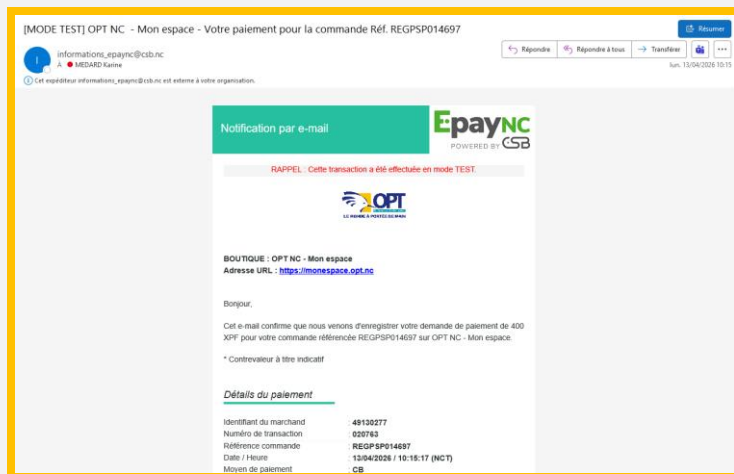 [MODE TEST] OPT NC - Mon espace - Votre paiement pour la commande Réf. REGPSP014697
Résumer
I
informations_epaync@csb.nc
A MEDARD Karine
Répondre
Répondre à tous
Transférer
lun. 13/04/2026 10:15
Cet expéditeur informations_epaync@csb.nc est externe à votre organisation.
Notification par e-mail
EpayNC
POWERED BY CSB
RAPPEL : Cette transaction a été effectuée en mode TEST.
OPT
LE MONDE À PORTÉE DE MAIN
BOUTIQUE : OPT NC - Mon espace
Adresse URL : https://monespace.opt.nc
Bonjour,
Cet e-mail confirme que nous venons d'enregistrer votre demande de paiement de 400
XPF pour votre commande référencée REGPSP014697 sur OPT NC - Mon espace.
* Contrevaleur à titre indicatif
Détails du paiement
Identifiant du marchand : 49130277
Numéro de transaction : 020763
Référence commande : REGPSP014697
Date / Heure : 13/04/2026 / 10:15:17 (NCT)
Moyen de paiement : CB